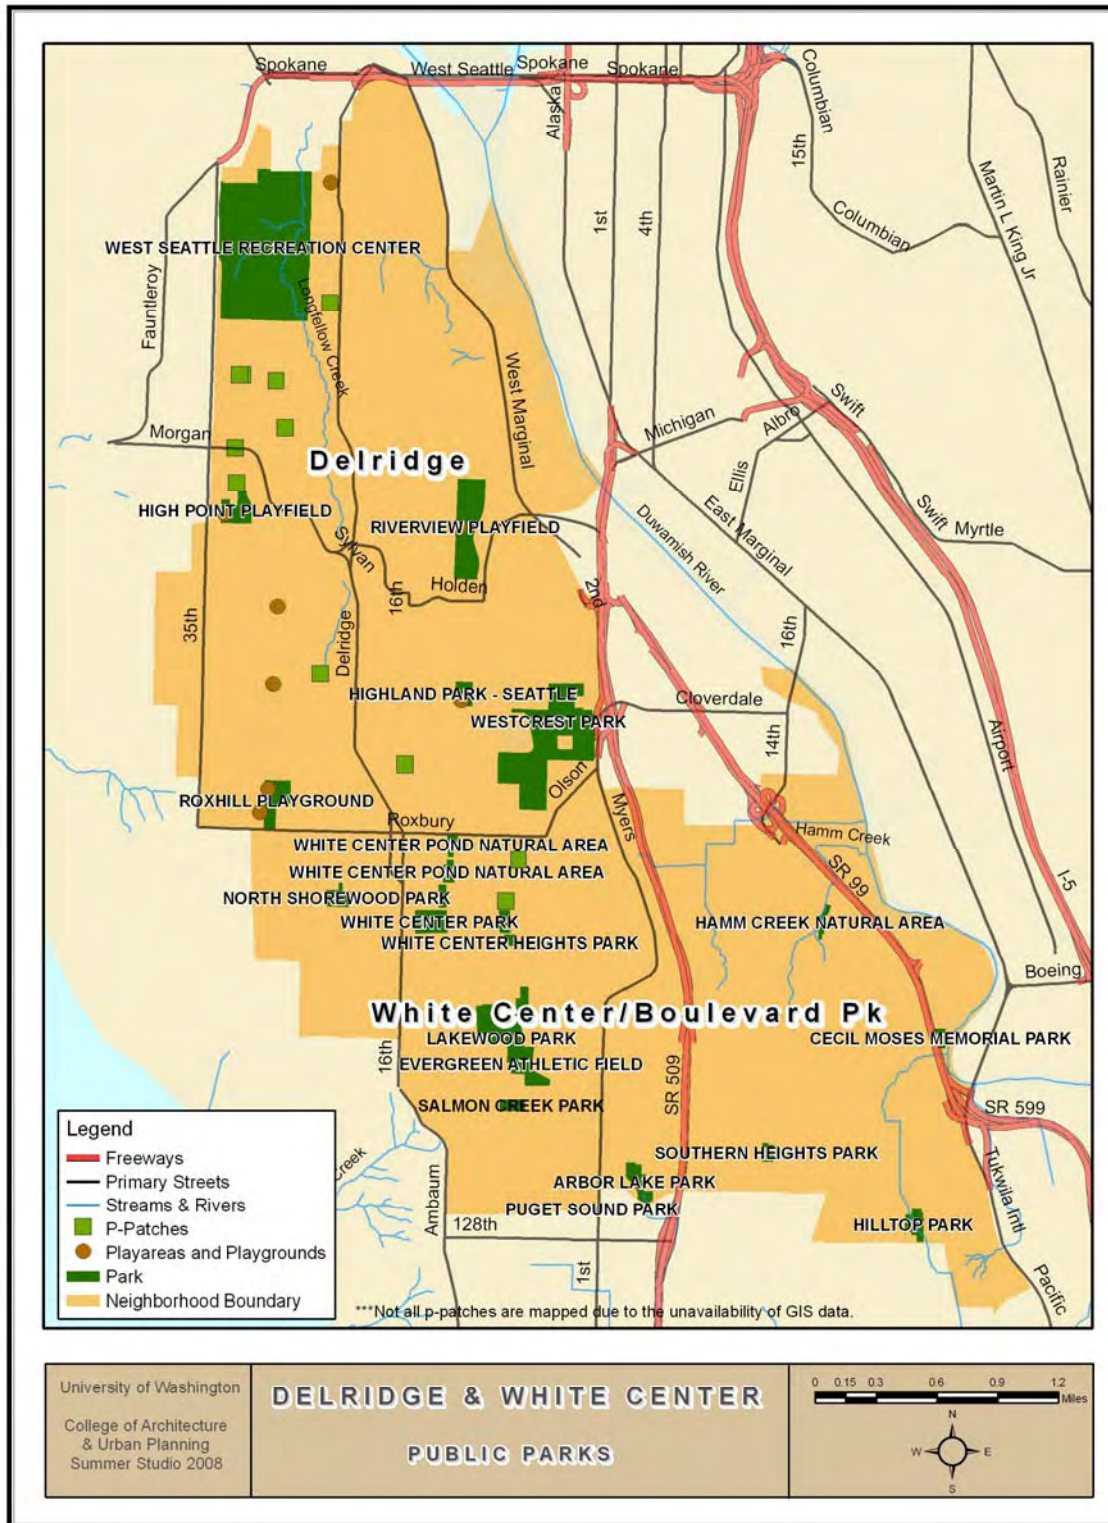 Spokane
West Seattle
Spokane
Spokane
Columbian
Alaska
15th
Rainier
Martin L King Jr
1st
4th
Columbian
WEST SEATTLE RECREATION CENTER
Fauntleroy
Longfellow Creek
West Marginal
Swift
Albro
Michigan
Morgan
Delridge
Ellis
HIGH POINT PLAYFIELD
RIVERVIEW PLAYFIELD
East Marginal
Duwamish River
Swift
Myrtle
Sylvan
16th
Holden
2nd
35th
Delridge
16th
HIGHLAND PARK - SEATTLE
Cloverdale
WESTCREST PARK
14th
Airport
Olson
ROXHILL PLAYGROUND
Roxbury
Myers
Hamm Creek
WHITE CENTER POND NATURAL AREA
WHITE CENTER POND NATURAL AREA
SR 99
I-5
NORTH SHOREWOOD PARK
WHITE CENTER PARK
HAMM CREEK NATURAL AREA
WHITE CENTER HEIGHTS PARK
Boeing
White Center/Boulevard Pk
LAKEWOOD PARK
CECIL MOSES MEMORIAL PARK
16th
EVERGREEN ATHLETIC FIELD
SR 509
SALMON CREEK PARK
SR 599
SOUTHERN HEIGHTS PARK
Creek
ARBOR LAKE PARK
Tukwila Intl
PUGET SOUND PARK
Ambaum
128th
HILLTOP PARK
1st
Pacific
Legend
Freeways
Primary Streets
Streams & Rivers
P-Patches
Playareas and Playgrounds
Park
Neighborhood Boundary
***Not all p-patches are mapped due to the unavailability of GIS data.
University of Washington
College of Architecture
& Urban Planning
Summer Studio 2008
DELRIDGE & WHITE CENTER
PUBLIC PARKS
0 0.15 0.3 0.6 0.9 1.2
Miles
N
W E
S